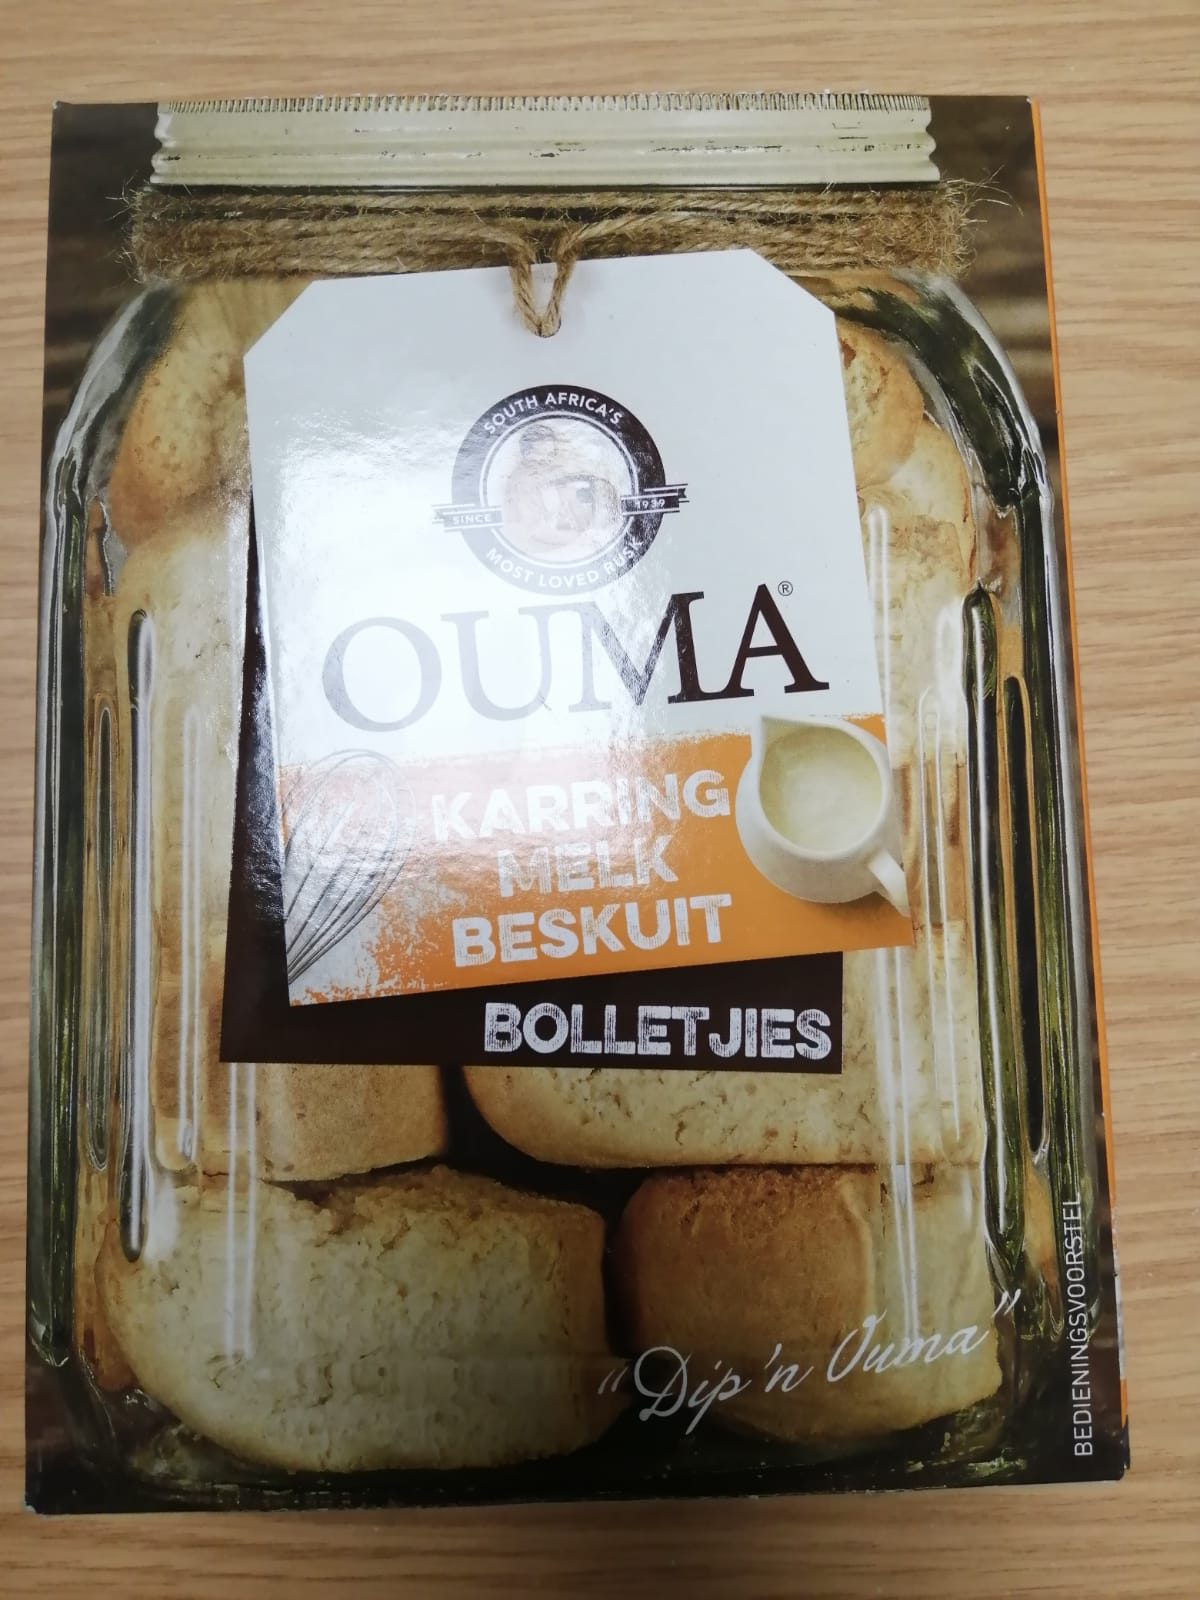 SOUTH AFRICA'S
SINCE 1939
MOST LOVED RUSK
OUMA®
KARRING
MELK
BESKUIT
BOLLETJIES
"Dip 'n Ouma"
BEDIENINGSVOORSTEL